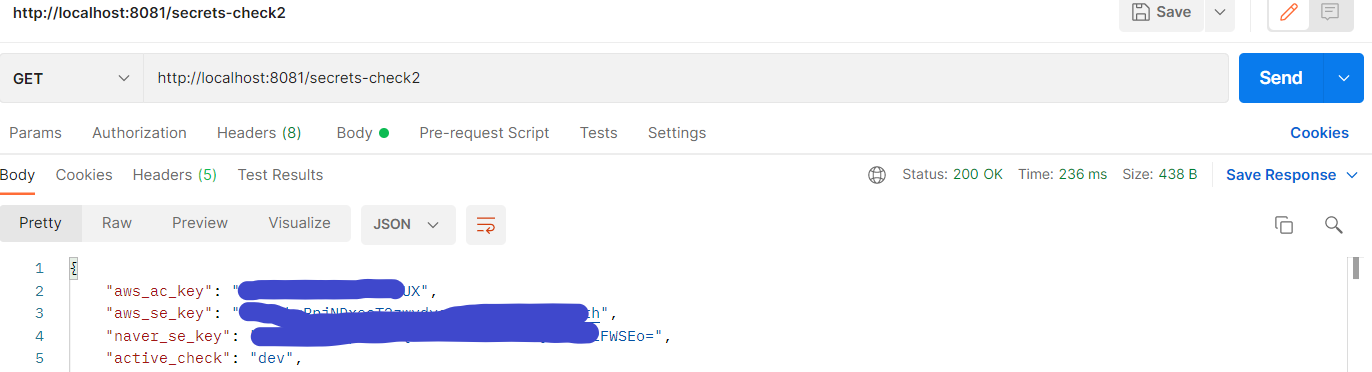 http://localhost:8081/secrets-check2
Save
GET http://localhost:8081/secrets-check2 Send
Params Authorization Headers (8) Body Pre-request Script Tests Settings Cookies
Body Cookies Headers (5) Test Results Status: 200 OK Time: 236 ms Size: 438 B Save Response
Pretty Raw Preview Visualize JSON
1 {
2 "aws_ac_key": "UX",
3 "aws_se_key": "th",
4 "naver_se_key": FWSEo=",
5 "active_check": "dev",